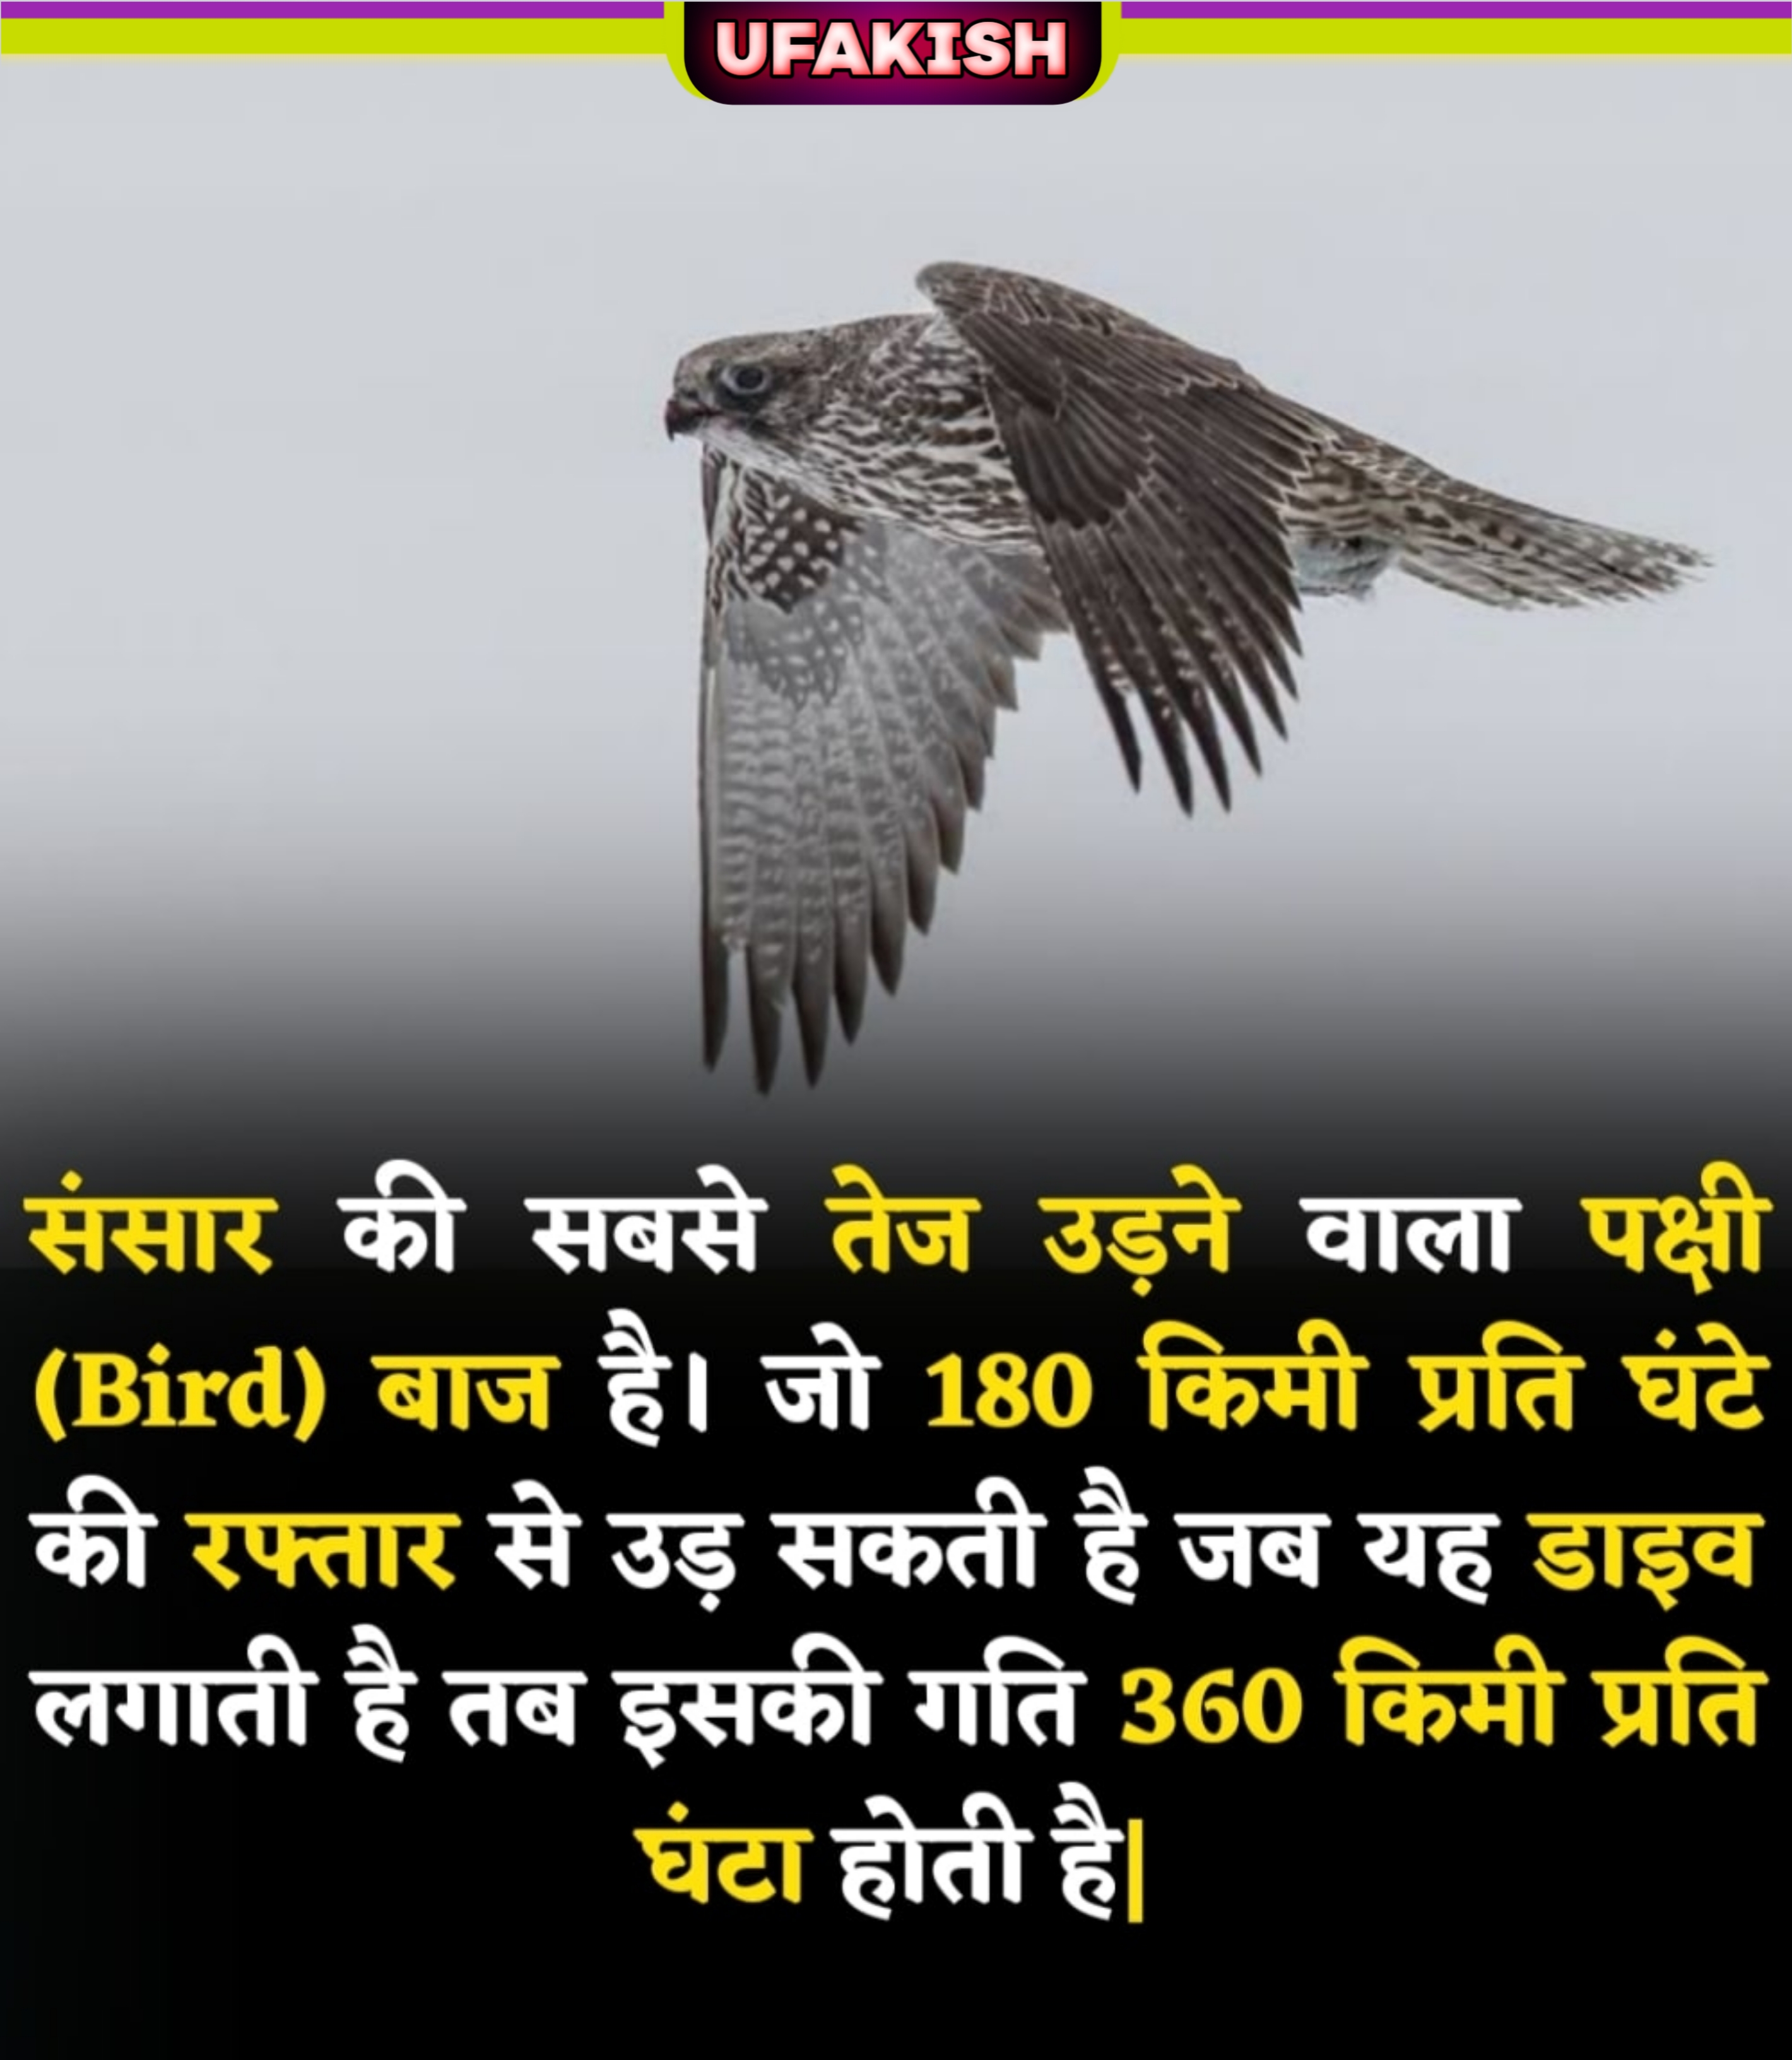 UFAKISH
संसार की सबसे तेज उड़ने वाला पक्षी
(Bird) बाज है। जो 180 किमी प्रति घंटे
की रफ्तार से उड़ सकती है जब यह डाइव
लगाती है तब इसकी गति 360 किमी प्रति
घंटा होती है|